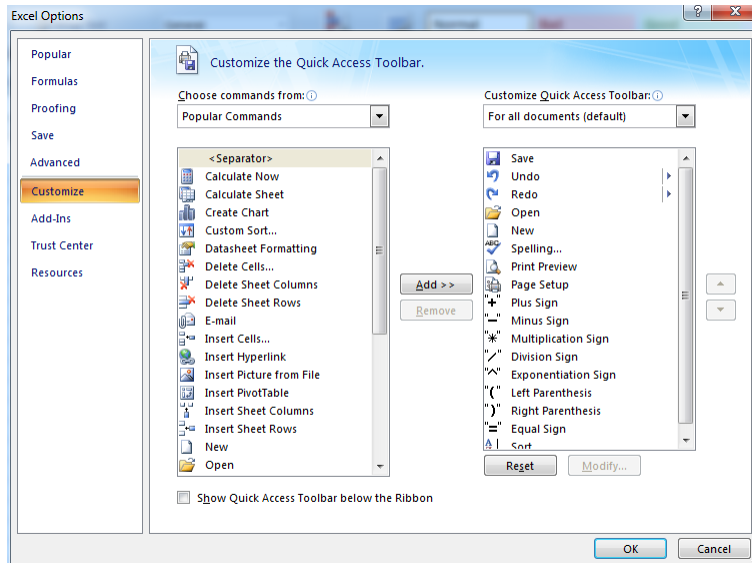 Excel Options
Popular
Formulas
Proofing
Save
Advanced
Customize
Add-Ins
Trust Center
Resources
Customize the Quick Access Toolbar.
Choose commands from:
Popular Commands
<Separator>
Calculate Now
Calculate Sheet
Create Chart
Custom Sort...
Datasheet Formatting
Delete Cells...
Delete Sheet Columns
Delete Sheet Rows
E-mail
Insert Cells...
Insert Hyperlink
Insert Picture from File
Insert PivotTable
Insert Sheet Columns
Insert Sheet Rows
New
Open
Add >>
Remove
Customize Quick Access Toolbar:
For all documents (default)
Save
Undo
Redo
Open
New
Spelling...
Print Preview
Page Setup
"+" Plus Sign
"−" Minus Sign
"*" Multiplication Sign
"/" Division Sign
"^" Exponentiation Sign
"(" Left Parenthesis
")" Right Parenthesis
"=" Equal Sign
Sort
Reset
Modify...
Show Quick Access Toolbar below the Ribbon
OK
Cancel